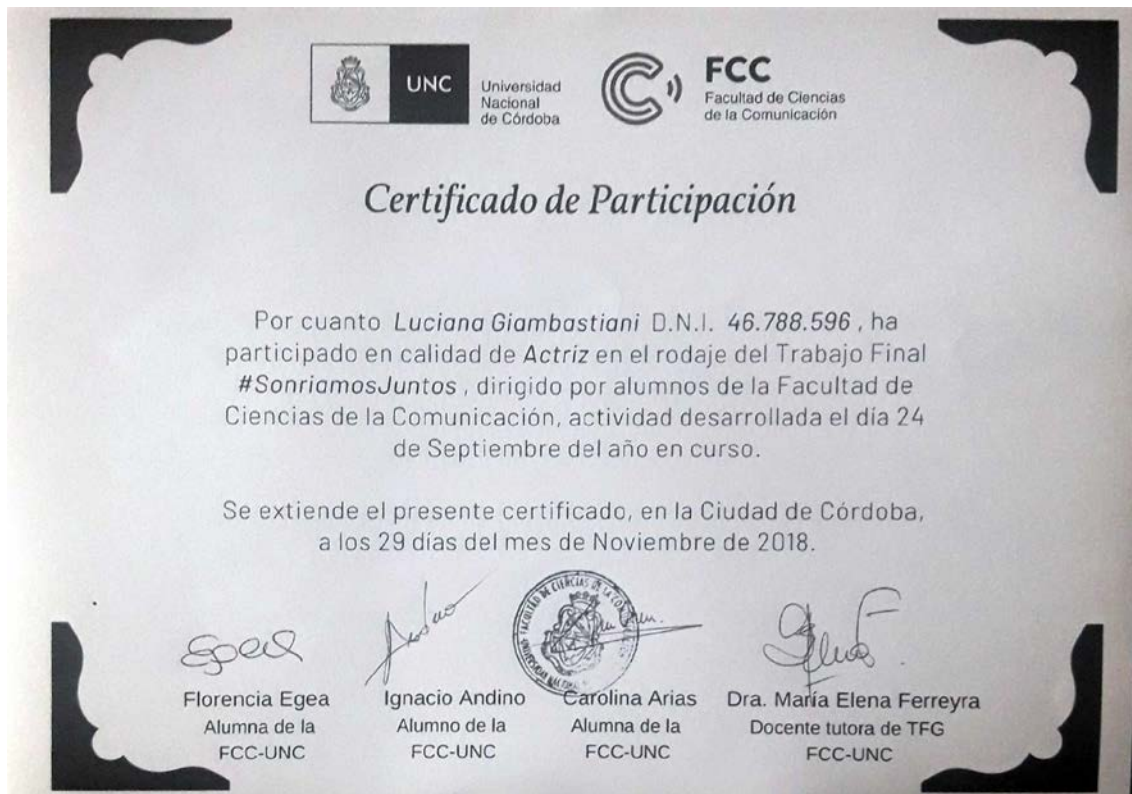 UNC
Universidad
Nacional
de Córdoba
FCC
Facultad de Ciencias
de la Comunicación
Certificado de Participación
Por cuanto Luciana Giambastiani D.N.I. 46.788.596 , ha
participado en calidad de Actriz en el rodaje del Trabajo Final
#SonriamosJuntos , dirigido por alumnos de la Facultad de
Ciencias de la Comunicación, actividad desarrollada el día 24
de Septiembre del año en curso.
Se extiende el presente certificado, en la Ciudad de Córdoba,
a los 29 días del mes de Noviembre de 2018.
FACULTAD DE CIENCIAS DE LA
Florencia Egea
Alumna de la
FCC-UNC
Ignacio Andino
Alumno de la
FCC-UNC
Carolina Arias
Alumna de la
FCC-UNC
Dra. María Elena Ferreyra
Docente tutora de TFG
FCC-UNC